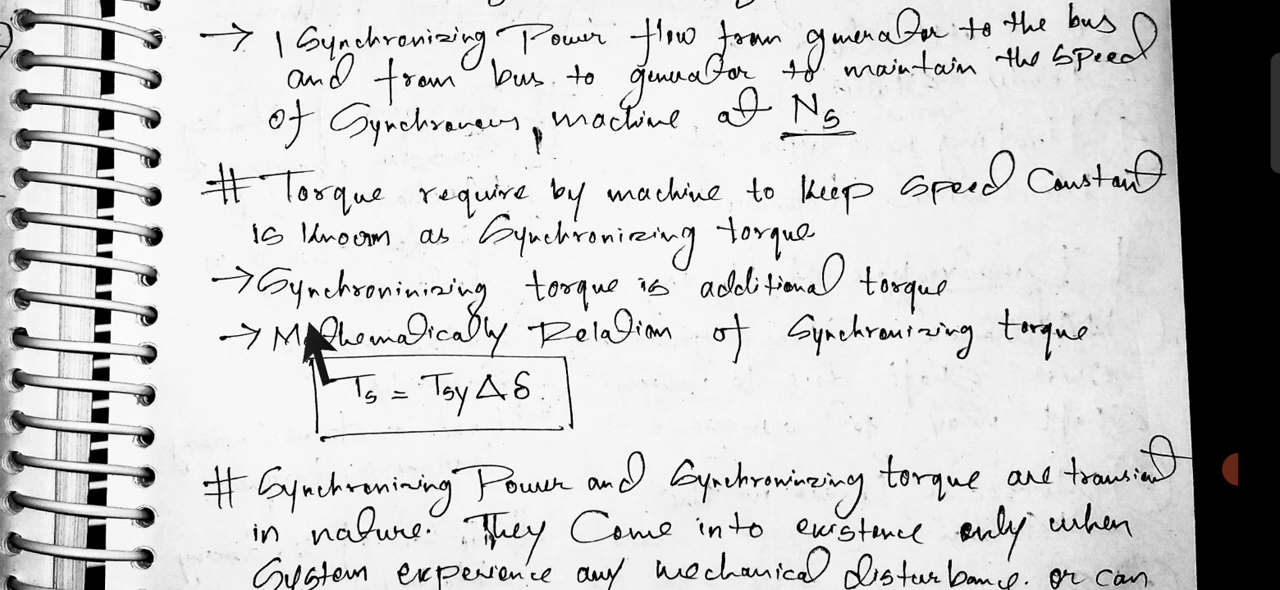 → Synchronizing Power flow from generator to the bus
and from bus to generator to maintain the Speed
of Synchronous machine at Ns
# Torque require by machine to keep Speed Constant
is known as Synchronizing torque
→ Synchroninizing torque is additional torque
→ Mathematically Relation of Synchronizing torque
Ts = Tsy Δ δ
# Synchronizing Power and Synchronizing torque are transient
in nature. They Come into existence only when
System experience any mechanical disturbance. or can